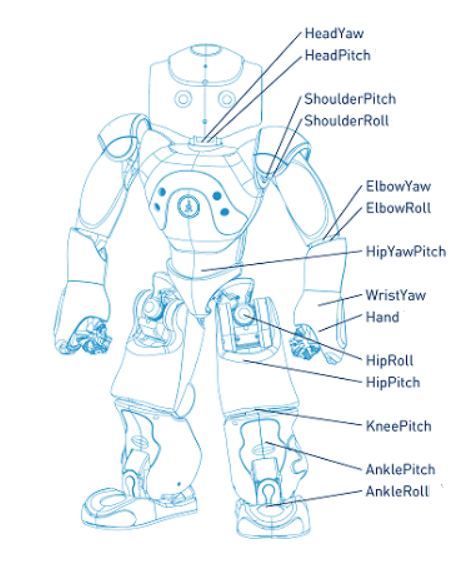 HeadYaw
HeadPitch
ShoulderPitch
ShoulderRoll
ElbowYaw
ElbowRoll
HipYawPitch
WristYaw
Hand
HipRoll
HipPitch
KneePitch
AnklePitch
AnkleRoll